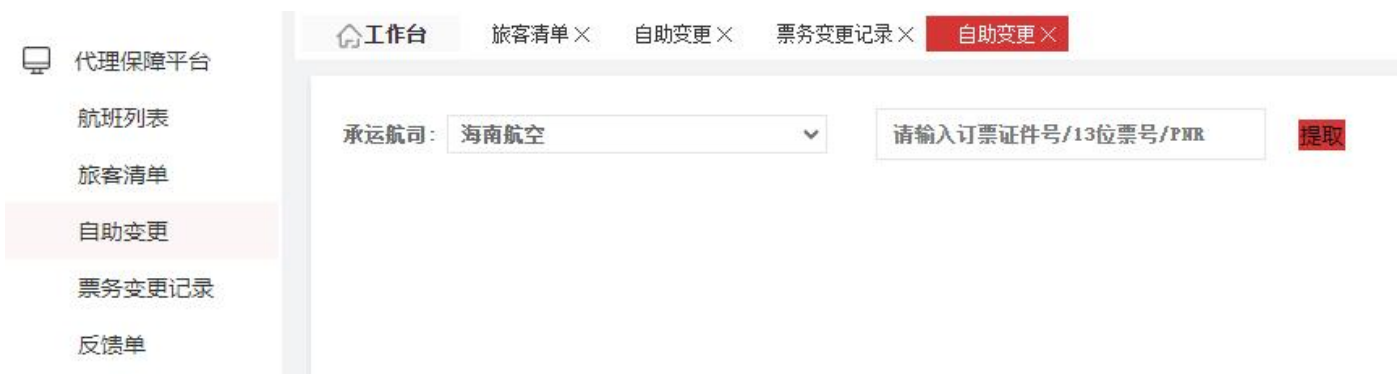 工作台 旅客清单× 自助变更× 票务变更记录× 自助变更×
代理保障平台
航班列表
旅客清单
自助变更
票务变更记录
反馈单
承运航司: 海南航空 请输入订票证件号/13位票号/PNR 提取